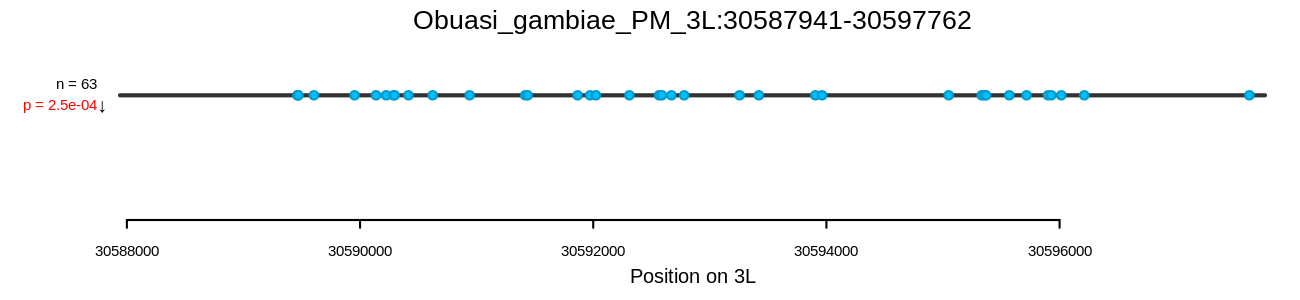 Obuasi_gambiae_PM_3L:30587941-30597762
n = 63
p = 2.5e-04↓
30588000 30590000 30592000 30594000 30596000
Position on 3L